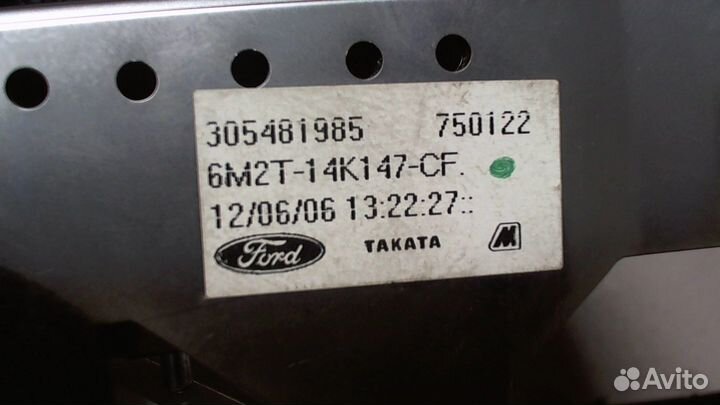 305481985 750122
6M2T-14K147-CF.
12/06/06 13:22:27::
Ford TAKATA M
Avito